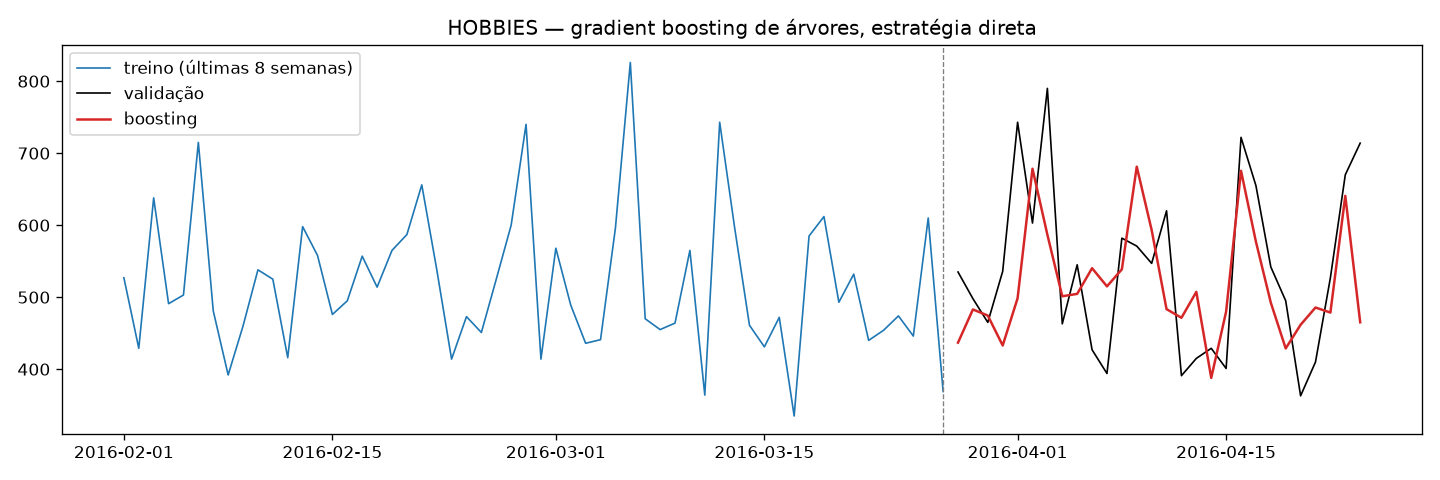 HOBBIES — gradient boosting de árvores, estratégia direta
treino (últimas 8 semanas)
validação
boosting
800
700
600
500
400
2016-02-01
2016-02-15
2016-03-01
2016-03-15
2016-04-01
2016-04-15